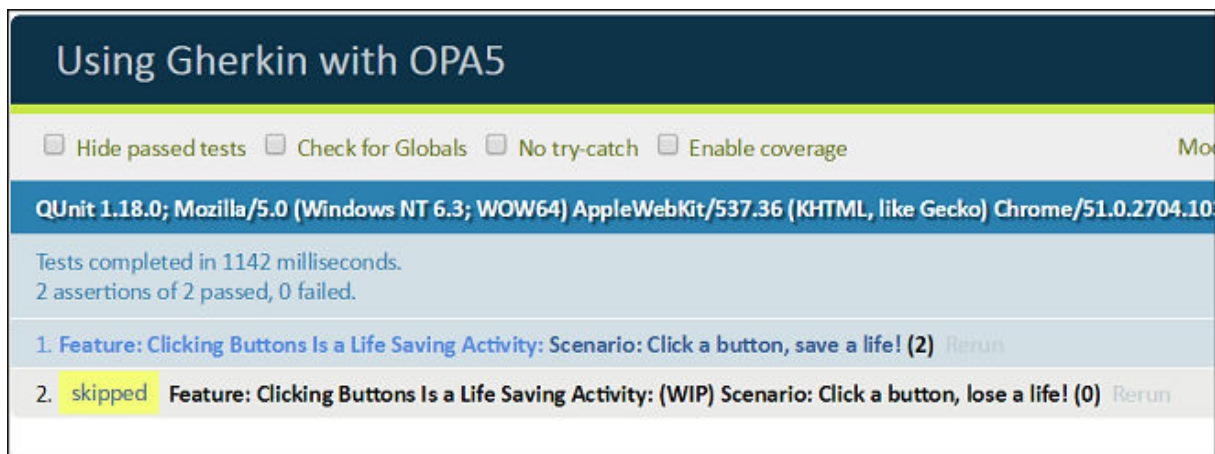 Using Gherkin with OPA5
Hide passed tests Check for Globals No try-catch Enable coverage
QUnit 1.18.0; Mozilla/5.0 (Windows NT 6.3; WOW64) AppleWebKit/537.36 (KHTML, like Gecko) Chrome/51.0.2704.10
Tests completed in 1142 milliseconds.
2 assertions of 2 passed, 0 failed.
1. Feature: Clicking Buttons Is a Life Saving Activity: Scenario: Click a button, save a life! (2) Rerun
2. skipped Feature: Clicking Buttons Is a Life Saving Activity: (WIP) Scenario: Click a button, lose a life! (0) Rerun